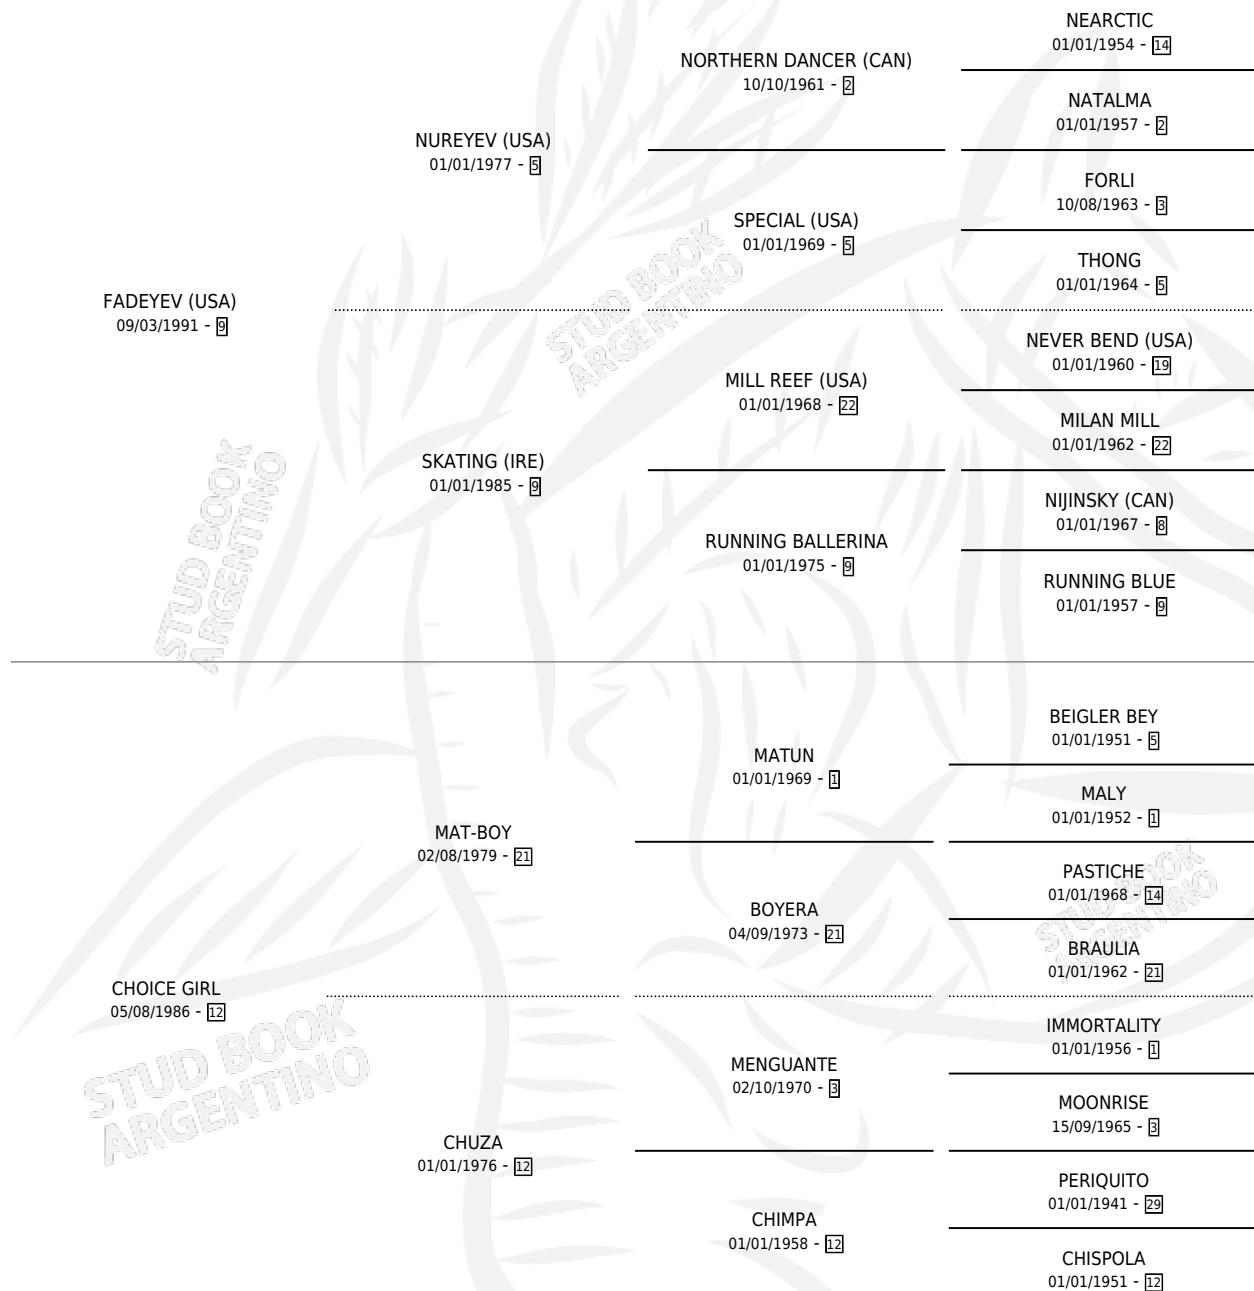 NEARCTIC
01/01/1954 - 14
NORTHERN DANCER (CAN)
10/10/1961 - 2
NATALMA
01/01/1957 - 2
NUREYEV (USA)
01/01/1977 - 5
FORLI
10/08/1963 - 3
SPECIAL (USA)
01/01/1969 - 5
THONG
01/01/1964 - 5
FADEYEV (USA)
09/03/1991 - 9
NEVER BEND (USA)
01/01/1960 - 19
MILL REEF (USA)
01/01/1968 - 22
MILAN MILL
01/01/1962 - 22
SKATING (IRE)
01/01/1985 - 9
NIJINSKY (CAN)
01/01/1967 - 8
RUNNING BALLERINA
01/01/1975 - 9
RUNNING BLUE
01/01/1957 - 9
BEIGLER BEY
01/01/1951 - 5
MATUN
01/01/1969 - 1
MALY
01/01/1952 - 1
MAT-BOY
02/08/1979 - 21
PASTICHE
01/01/1968 - 14
BOYERA
04/09/1973 - 21
BRAULIA
01/01/1962 - 21
CHOICE GIRL
05/08/1986 - 12
IMMORTALITY
01/01/1956 - 1
MENGUANTE
02/10/1970 - 3
MOONRISE
15/09/1965 - 3
CHUZA
01/01/1976 - 12
PERIQUITO
01/01/1941 - 29
CHIMPA
01/01/1958 - 12
CHISPOLA
01/01/1951 - 12
STUD BOOK
ARGENTINO
STUD BOOK
ARGENTINO
STUD BOOK
ARGENTINO
STUD BOOK
ARGENTINO